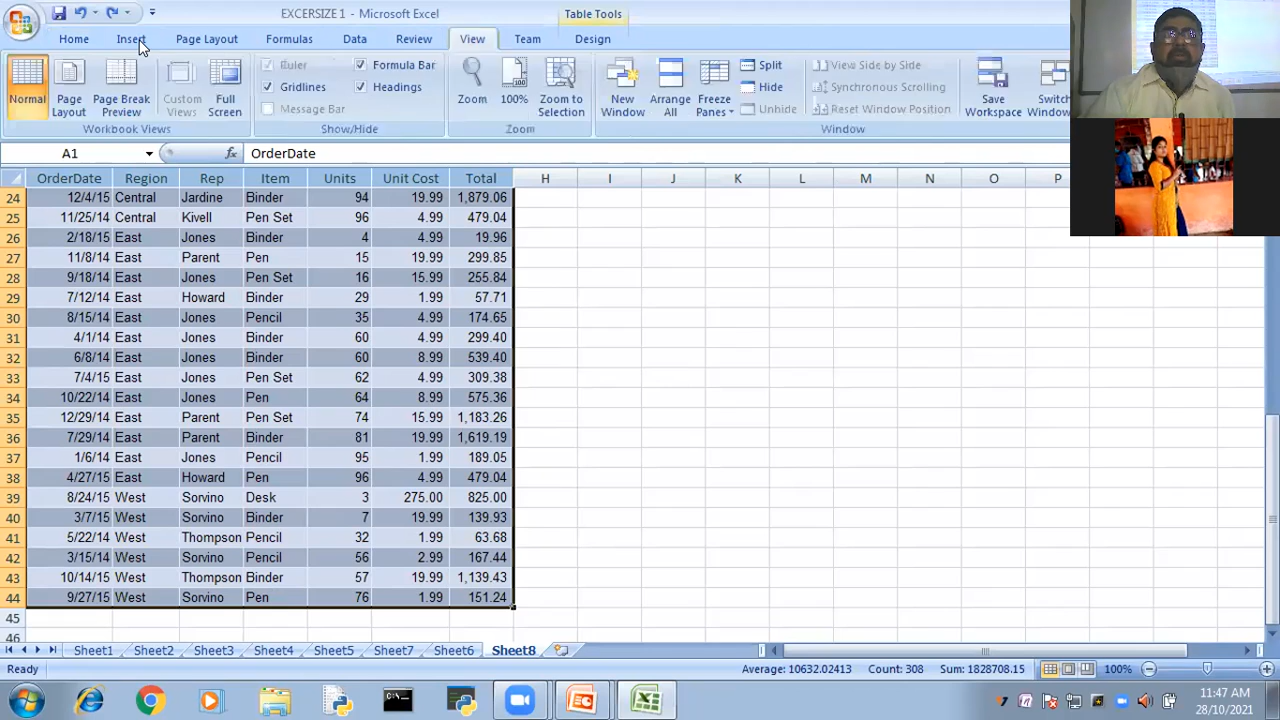 EXCERSIZE1 - Microsoft Excel
Table Tools
Home Insert Page Layout Formulas Data Review View Team Design
Ruler Formu
Gridlines Headings
Message Bar
Normal Page Layout Page Break Preview Custom Views Full Screen
Zoom 100% Zoom to Selection
New Window Arrange All Freeze Panes Hide Unhide
View Side by Side
Synchronous Scrolling
Reset Window Position
Save Workspace Switch Window
Workbook Views Show/Hide Zoom Window
A1 fx OrderDate
OrderDate Region Rep Item Units Unit Cost Total H I J K L M N O P
24 12/4/15 Central Jardine Binder 94 19.99
25 11/25/14 Central Kivell Pen Set 96 4.99 479.04
26 2/18/15 East Jones Binder 4 4.99 19.96
27 11/8/14 East Parent Pen 15 19.99 299.85
28 9/18/14 East Jones Pen Set 16 15.99 255.84
29 7/12/14 East Howard Binder 29 1.99 57.71
30 8/15/14 East Jones Pencil 35 4.99 174.65
31 4/1/14 East Jones Binder 60 4.99 299.40
32 6/8/14 East Jones Binder 60 8.99 539.40
33 7/4/15 East Jones Pen Set 62 4.99 309.38
34 10/22/14 East Jones Pen 64 8.99 575.36
35 12/29/14 East Parent Pen Set 74 15.99 1,183.26
36 7/29/14 East Parent Binder 81 19.99 1,619.19
37 1/6/14 East Jones Pencil 95 1.99 189.05
38 4/27/15 East Howard Pen 96 4.99 479.04
39 8/24/15 West Sorvino Desk 3 275.00 825.00
40 3/7/15 West Sorvino Binder 7 19.99 139.93
41 5/22/14 West Thompson Pencil 32 1.99 63.68
42 3/15/14 West Sorvino Pencil 56 2.99 167.44
43 10/14/15 West Thompson Binder 57 19.99 1,139.43
44 9/27/15 West Sorvino Pen 76 1.99 151.24
45
46
Sheet1 Sheet2 Sheet3 Sheet4 Sheet5 Sheet7 Sheet6 Sheet8
Ready Average: 10632.02413 Count: 308 Sum: 1828708.15 100%
11:47 AM
28/10/2021